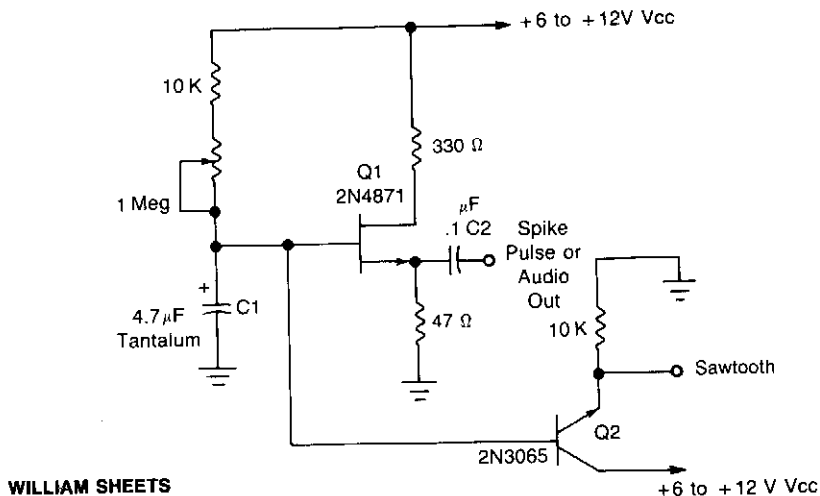 +6 to +12V Vcc
10 K
330 Ω
Q1
2N4871
1 Meg
μF
.1 C2
Spike
Pulse or
Audio
Out
+
C1
4.7μF
Tantalum
47 Ω
10 K
Sawtooth
Q2
2N3065
WILLIAM SHEETS
+6 to +12 V Vcc